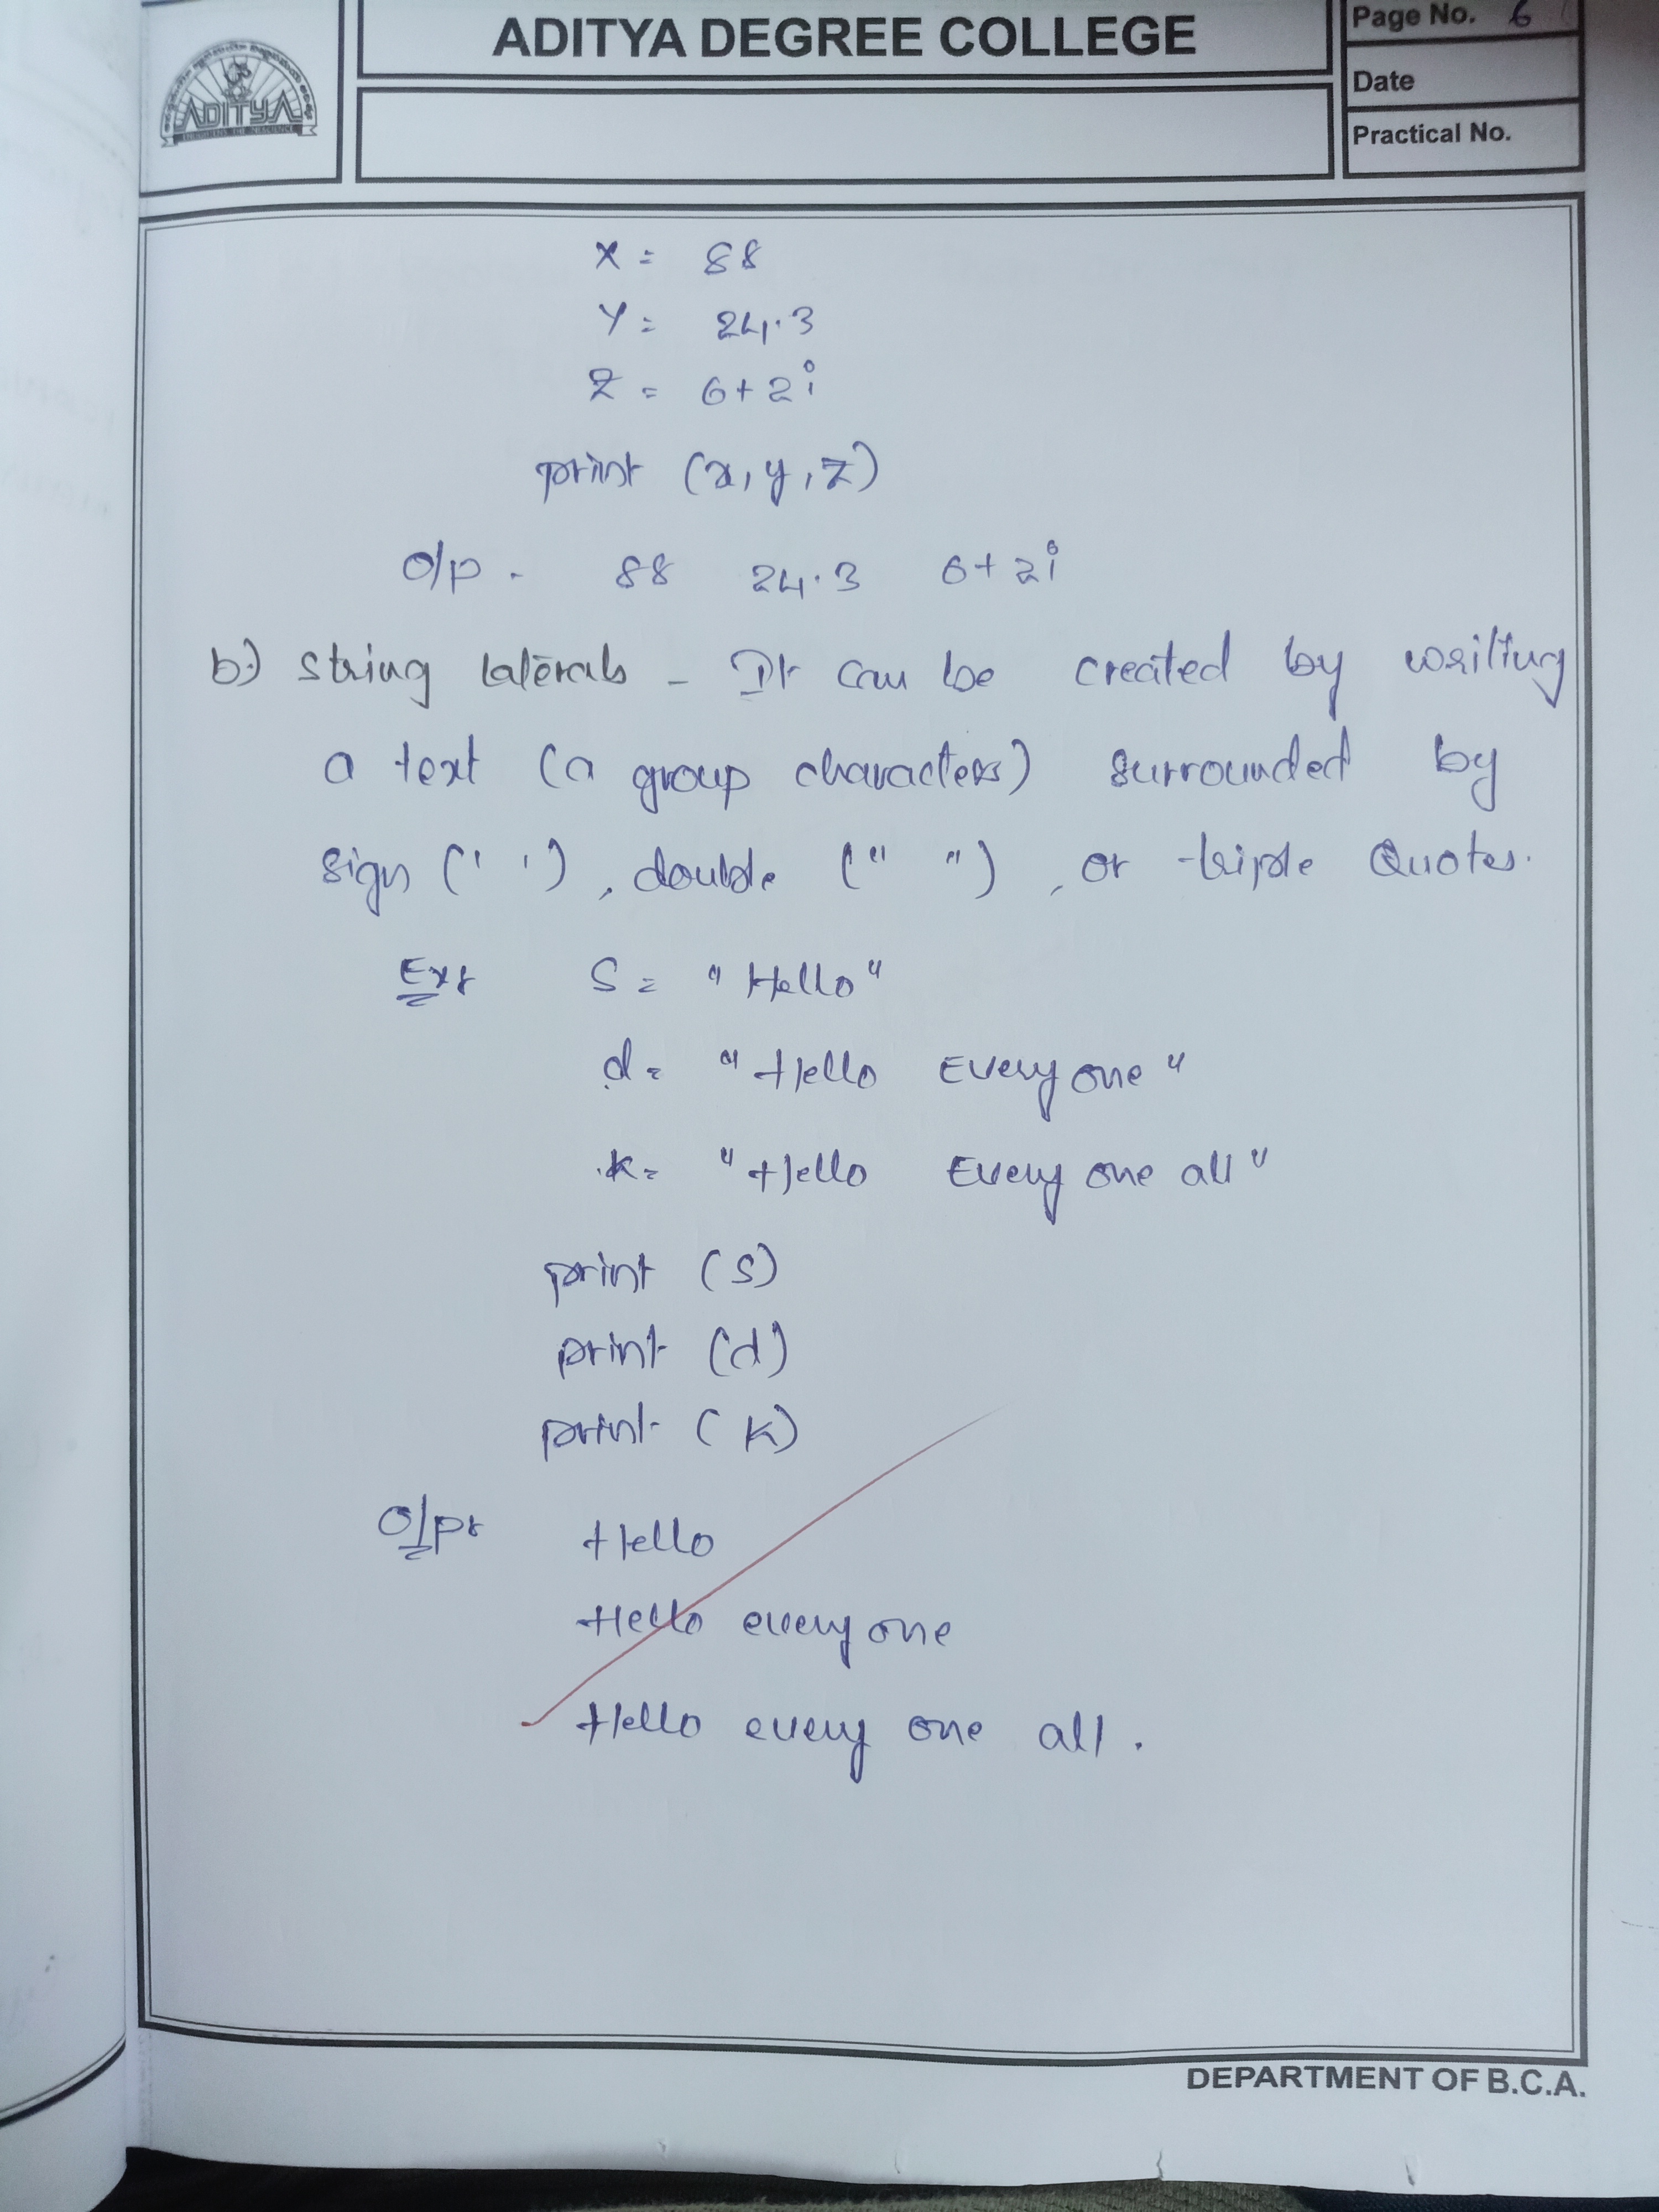 ADITYA DEGREE COLLEGE
Page No. 6
Date
Practical No.
ADITYA
X = 88
Y = 24.3
Z = 6+2i
print (x,y,z)
O/p - 88 24.3 6+2i
b.) String laterals - It can be created by writing
a text (a group characters) surrounded by
sign (' '), double (" "), or triple Quotes.
Ex: S = "Hello"
d = "Hello Every one"
k = "Hello Every one all"
print (s)
print (d)
print (k)
O/p: Hello
Hello every one
Hello every one all.
DEPARTMENT OF B.C.A.